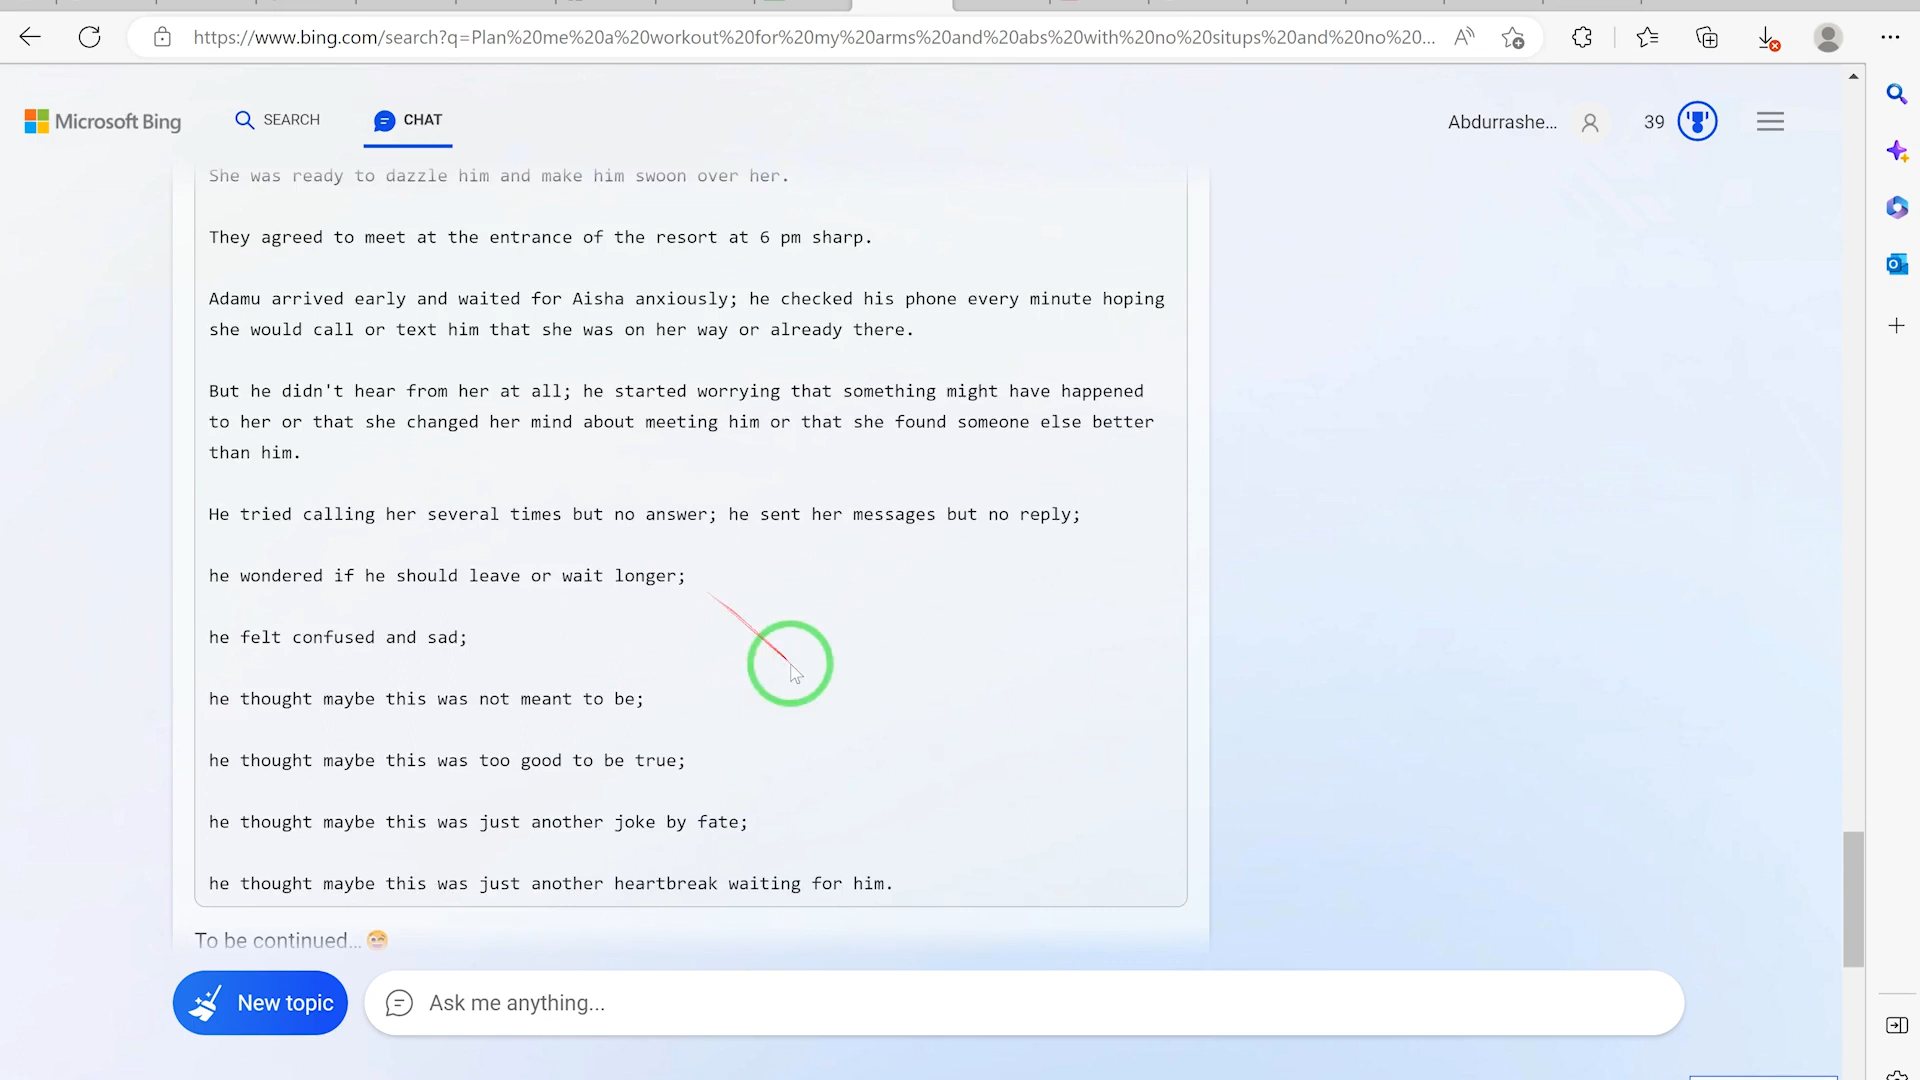 https://www.bing.com/search?q=Plan%20me%20a%20workout%20for%20my%20arms%20and%20abs%20with%20no%20situps%20and%20no%20...
Microsoft Bing
SEARCH
CHAT
Abdurrashe...
39
She was ready to dazzle him and make him swoon over her.
They agreed to meet at the entrance of the resort at 6 pm sharp.
Adamu arrived early and waited for Aisha anxiously; he checked his phone every minute hoping
she would call or text him that she was on her way or already there.
But he didn't hear from her at all; he started worrying that something might have happened
to her or that she changed her mind about meeting him or that she found someone else better
than him.
He tried calling her several times but no answer; he sent her messages but no reply;
he wondered if he should leave or wait longer;
he felt confused and sad;
he thought maybe this was not meant to be;
he thought maybe this was too good to be true;
he thought maybe this was just another joke by fate;
he thought maybe this was just another heartbreak waiting for him.
To be continued...
New topic
Ask me anything...